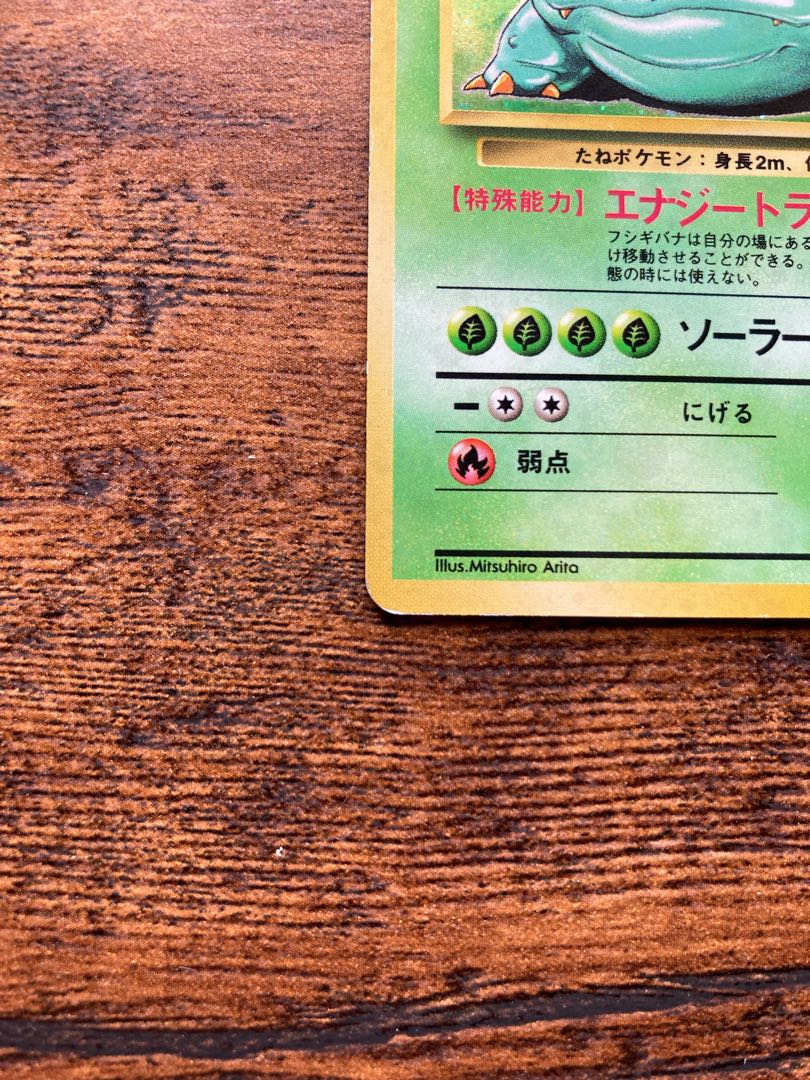 たねポケモン：身長2m、
【特殊能力】 エナジートラ
フシギバナは自分の場にある
け移動させることができる。
態の時には使えない。
ソーラー
にげる
弱点
Illus.Mitsuhiro Arita